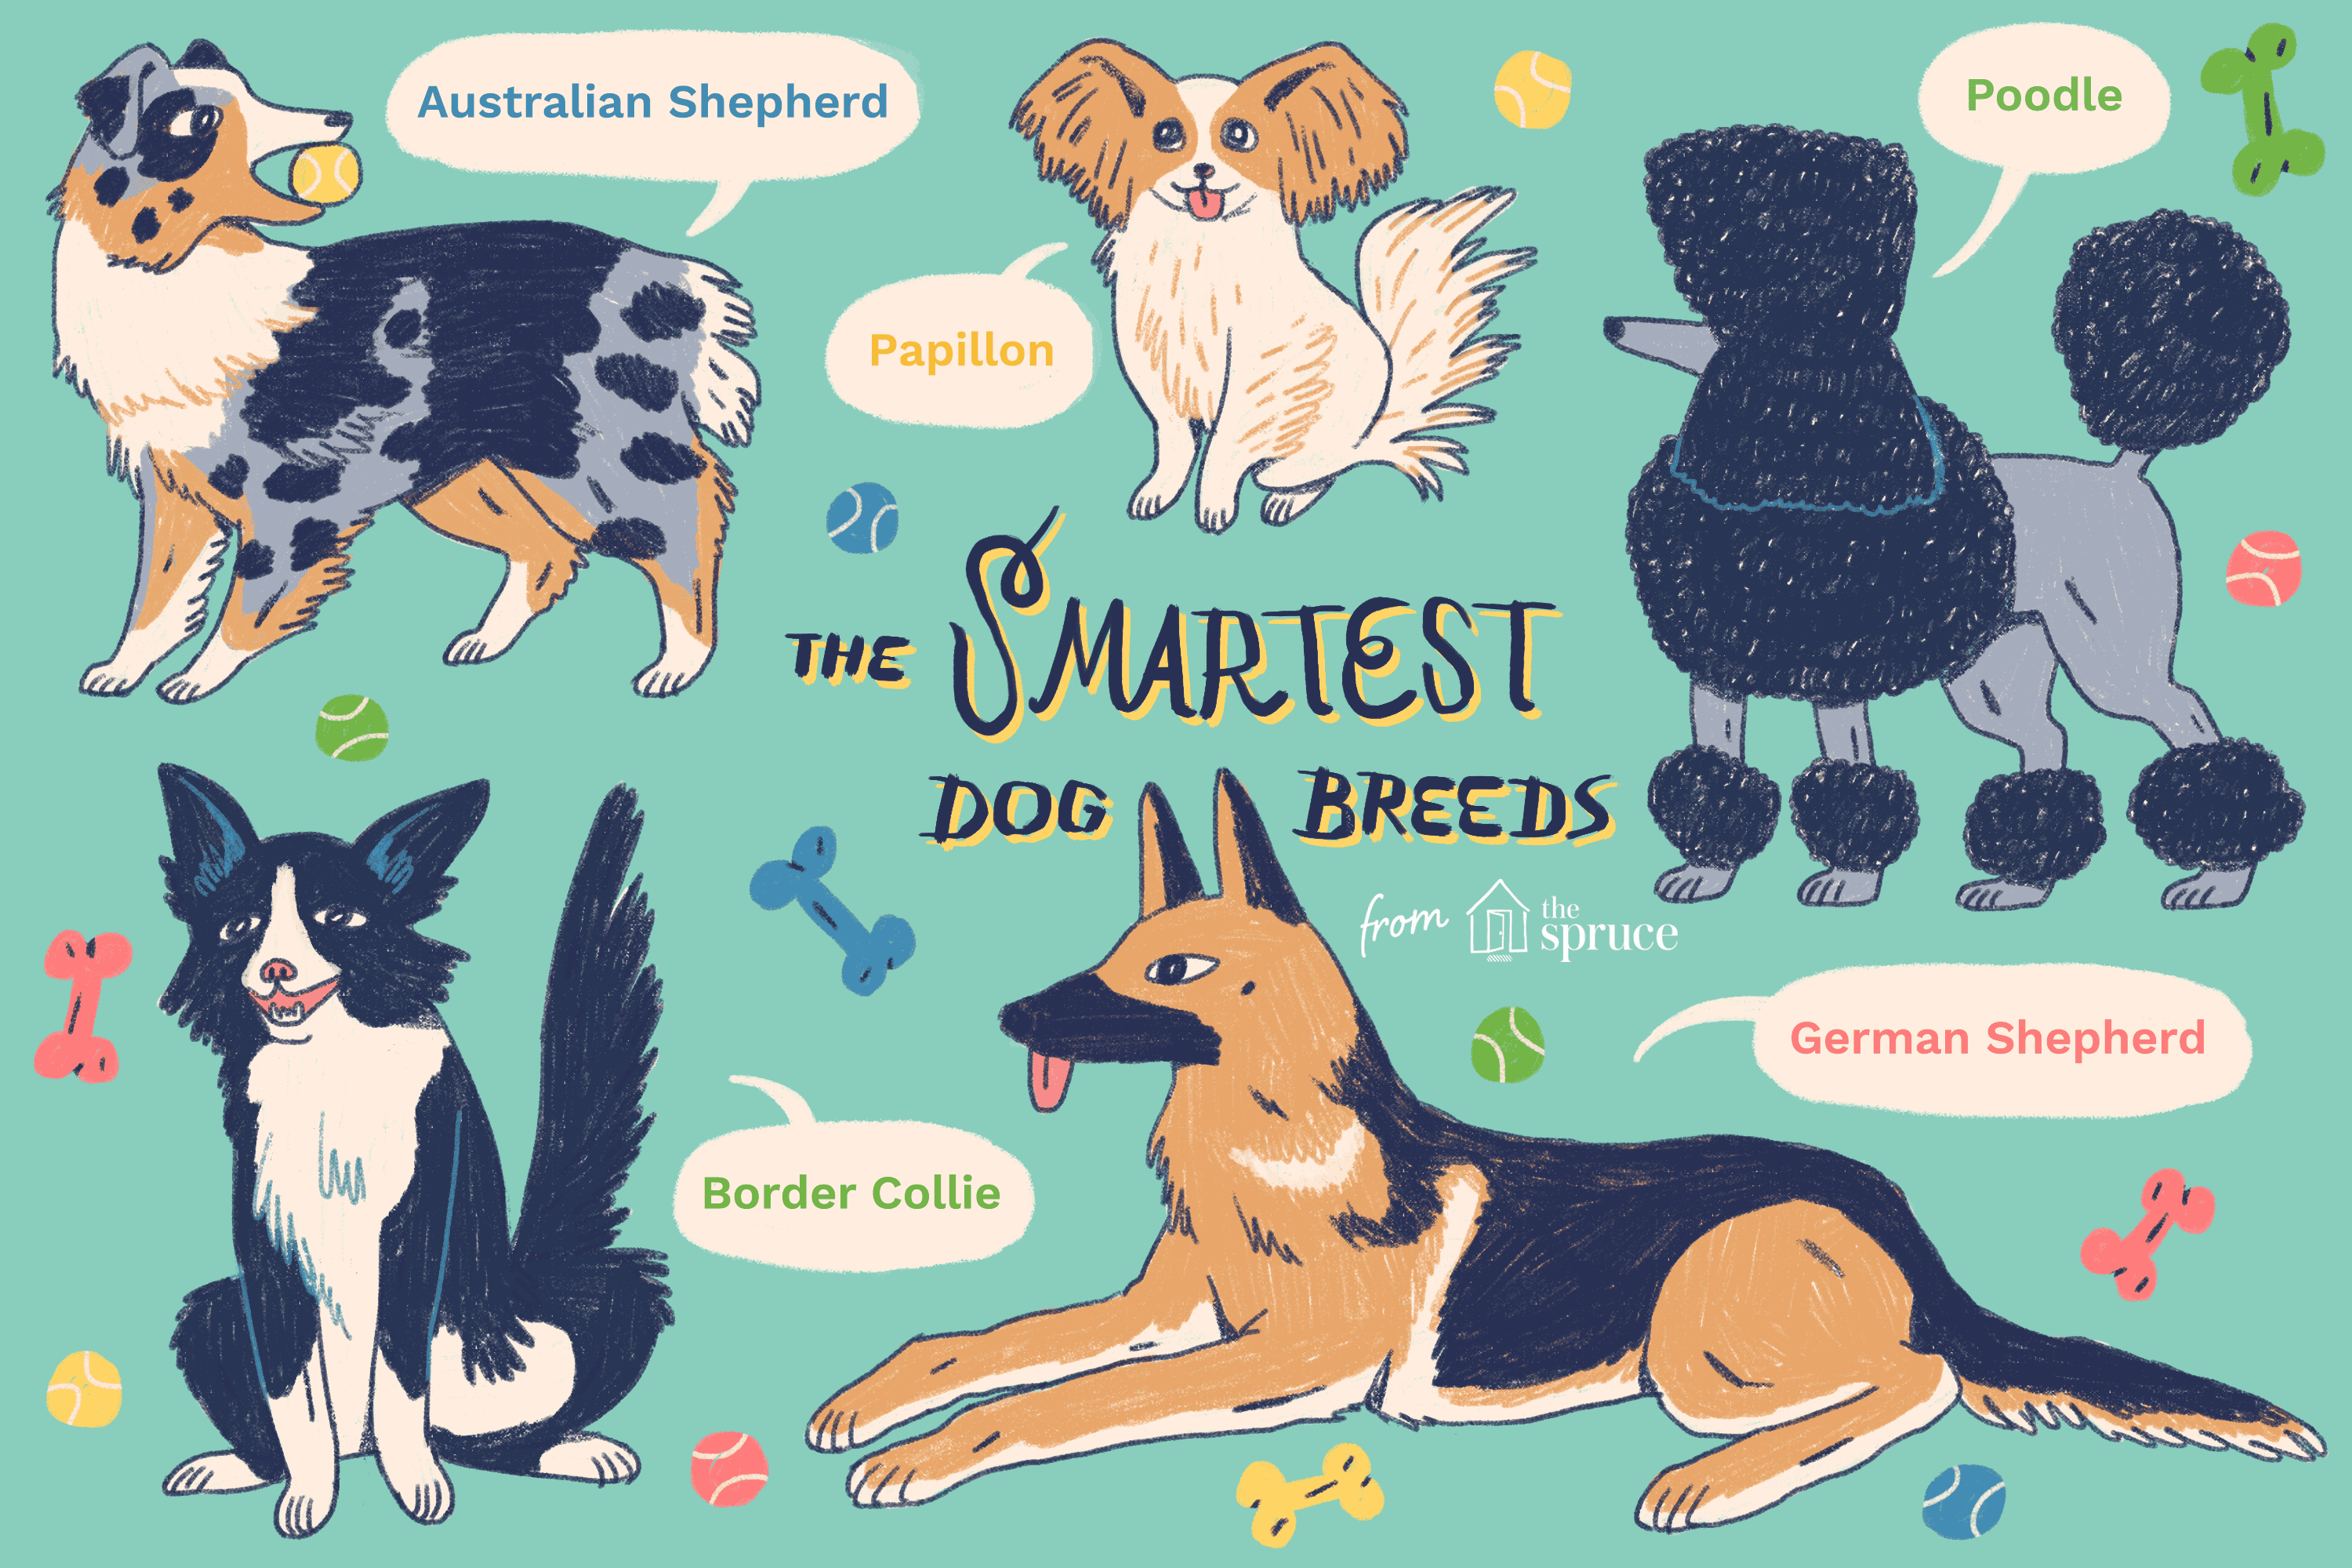 Australian Shepherd
Poodle
Papillon
THE SMARTEST
DOG BREEDS
from the spruce
German Shepherd
Border Collie